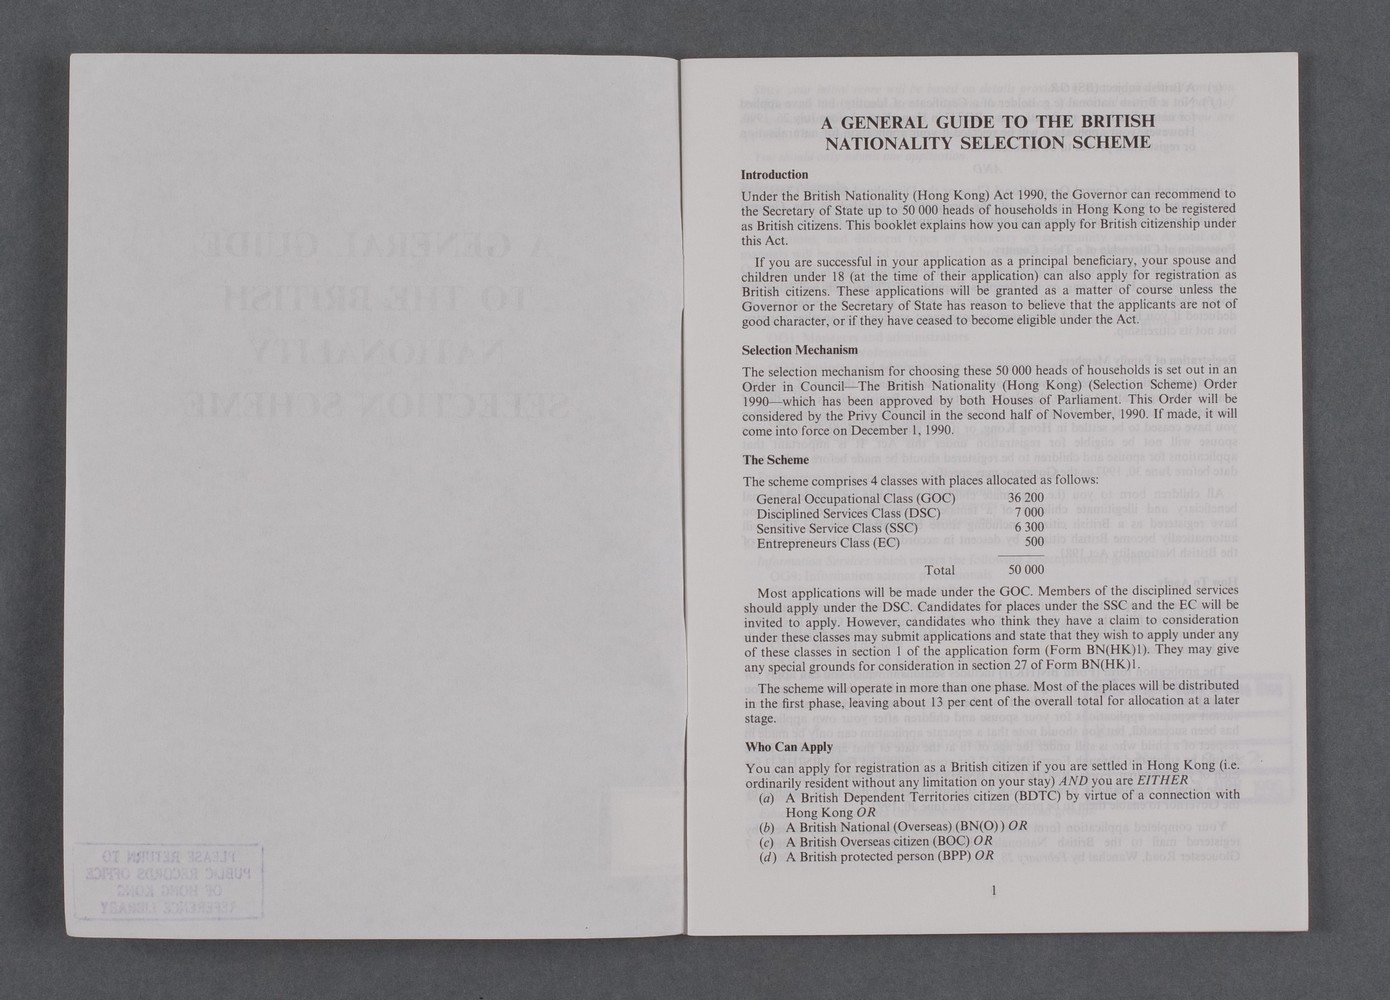 A GENERAL GUIDE TO THE BRITISH
NATIONALITY SELECTION SCHEME
Introduction
Under the British Nationality (Hong Kong) Act 1990, the Governor can recommend to
the Secretary of State up to 50 000 heads of households in Hong Kong to be registered
as British citizens. This booklet explains how you can apply for British citizenship under
this Act.
If you are successful in your application as a principal beneficiary, your spouse and
children under 18 (at the time of their application) can also apply for registration as
British citizens. These applications will be granted as a matter of course unless the
Governor or the Secretary of State has reason to believe that the applicants are not of
good character, or if they have ceased to become eligible under the Act.
Selection Mechanism
The selection mechanism for choosing these 50 000 heads of households is set out in an
Order in Council—The British Nationality (Hong Kong) (Selection Scheme) Order
1990—which has been approved by both Houses of Parliament. This Order will be
considered by the Privy Council in the second half of November, 1990. If made, it will
come into force on December 1, 1990.
The Scheme
The scheme comprises 4 classes with places allocated as follows:
General Occupational Class (GOC) 36 200
Disciplined Services Class (DSC) 7 000
Sensitive Service Class (SSC) 6 300
Entrepreneurs Class (EC) 500
Total 50 000
Most applications will be made under the GOC. Members of the disciplined services
should apply under the DSC. Candidates for places under the SSC and the EC will be
invited to apply. However, candidates who think they have a claim to consideration
under these classes may submit applications and state that they wish to apply under any
of these classes in section 1 of the application form (Form BN(HK)1). They may give
any special grounds for consideration in section 27 of Form BN(HK)1.
The scheme will operate in more than one phase. Most of the places will be distributed
in the first phase, leaving about 13 per cent of the overall total for allocation at a later
stage.
Who Can Apply
You can apply for registration as a British citizen if you are settled in Hong Kong (i.e.
ordinarily resident without any limitation on your stay) AND you are EITHER
(a) A British Dependent Territories citizen (BDTC) by virtue of a connection with
Hong Kong OR
(b) A British National (Overseas) (BN(O)) OR
(c) A British Overseas citizen (BOC) OR
(d) A British protected person (BPP) OR
1
A GENERAL GUIDE
TO THE BRITISH
NATIONALITY
SELECTION SCHEME
PLEASE RETURN TO
PUBLIC RECORDS OFFICE
OF HONG KONG
REFERENCE LIBRARY